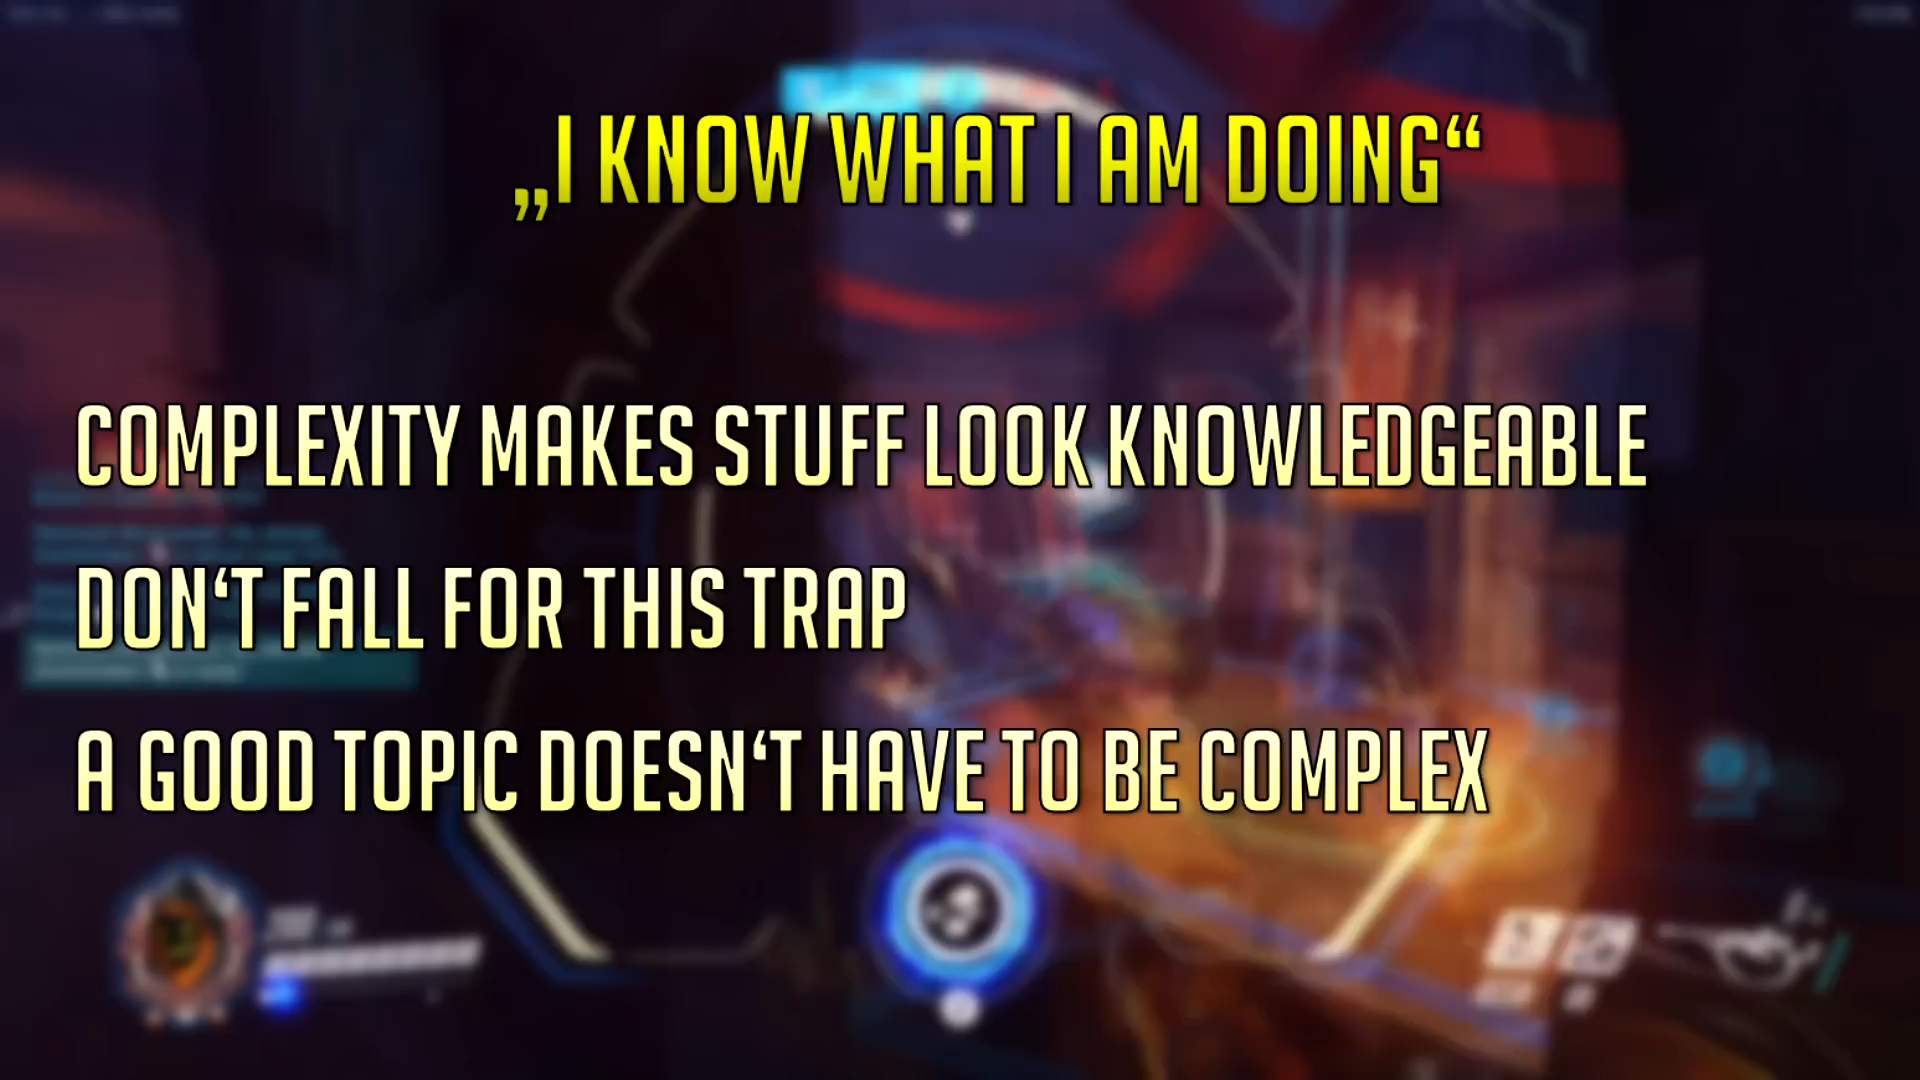 „I KNOW WHAT I AM DOING“
COMPLEXITY MAKES STUFF LOOK KNOWLEDGEABLE
DON‘T FALL FOR THIS TRAP
A GOOD TOPIC DOESN‘T HAVE TO BE COMPLEX